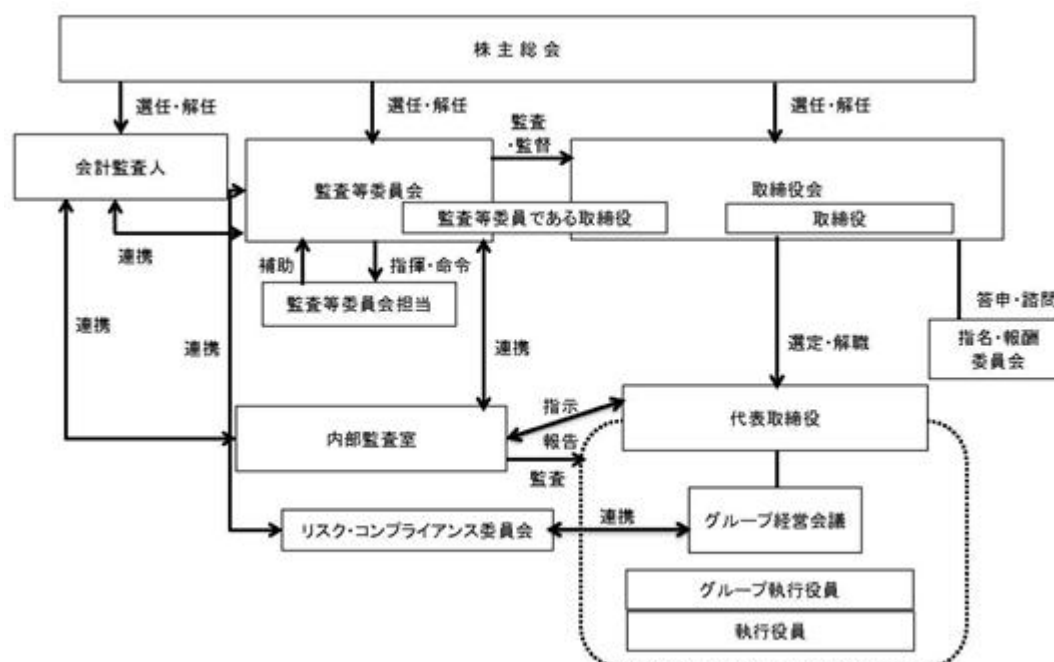 株主総会
選任・解任
選任・解任
選任・解任
監査
・監督
会計監査人
監査等委員会
取締役会
監査等委員である取締役
取締役
連携
補助
指揮・命令
監査等委員会担当
答申・諮問
指名・報酬
委員会
連携
連携
連携
選定・解職
指示
代表取締役
内部監査室
報告
監査
リスク・コンプライアンス委員会
連携
グループ経営会議
グループ執行役員
執行役員